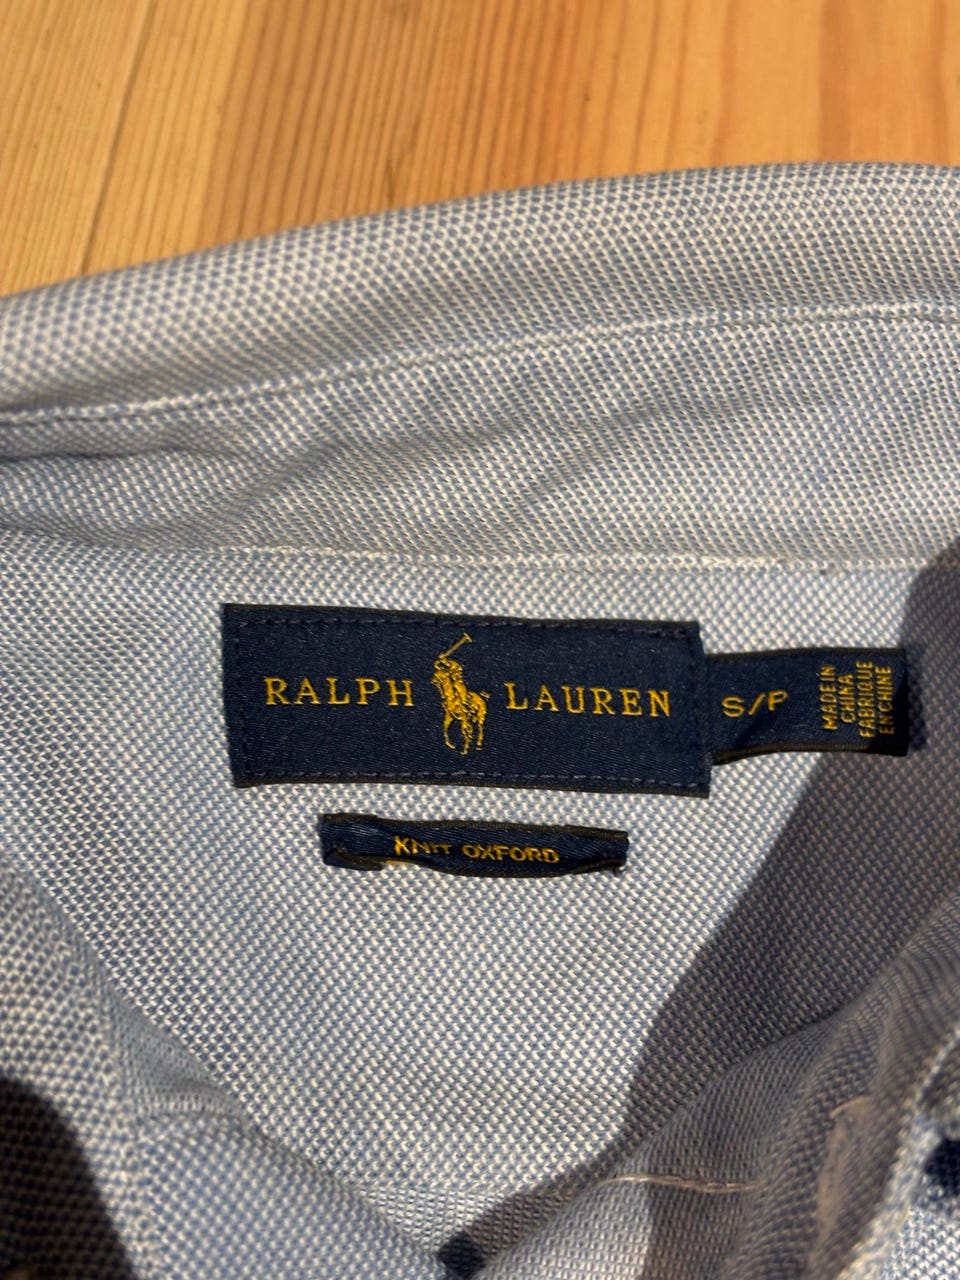 RALPH LAUREN
S/P
MADE IN
CHINA
FABRIQUE
EN CHINE
KNIT OXFORD